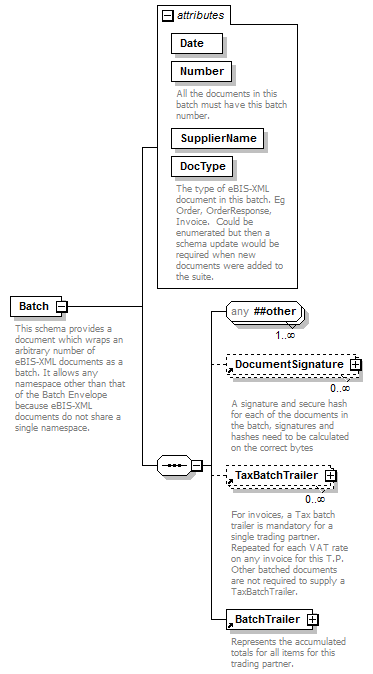 attributes
Date
Number
All the documents in this
batch must have this batch
number.
SupplierName
DocType
The type of eBIS-XML
document in this batch. Eg
Order, OrderResponse,
Invoice.  Could be
enumerated but then a
schema update would be
required when new
documents were added to
the suite.
Batch
This schema provides a
document which wraps an
arbitrary number of
eBIS-XML documents as a
batch. It allows any
namespace other than that
of the Batch Envelope
because eBIS-XML
documents do not share a
single namespace.
any ##other
1..∞
DocumentSignature
0..∞
A signature and secure hash
for each of the documents in
the batch, signatures and
hashes need to be calculated
on the correct bytes
TaxBatchTrailer
0..∞
For invoices, a Tax batch
trailer is mandatory for a
single trading partner.
Repeated for each VAT rate
on any invoice for this T.P.
Other batched documents
are not required to supply a
TaxBatchTrailer.
BatchTrailer
Represents the accumulated
totals for all items for this
trading partner.